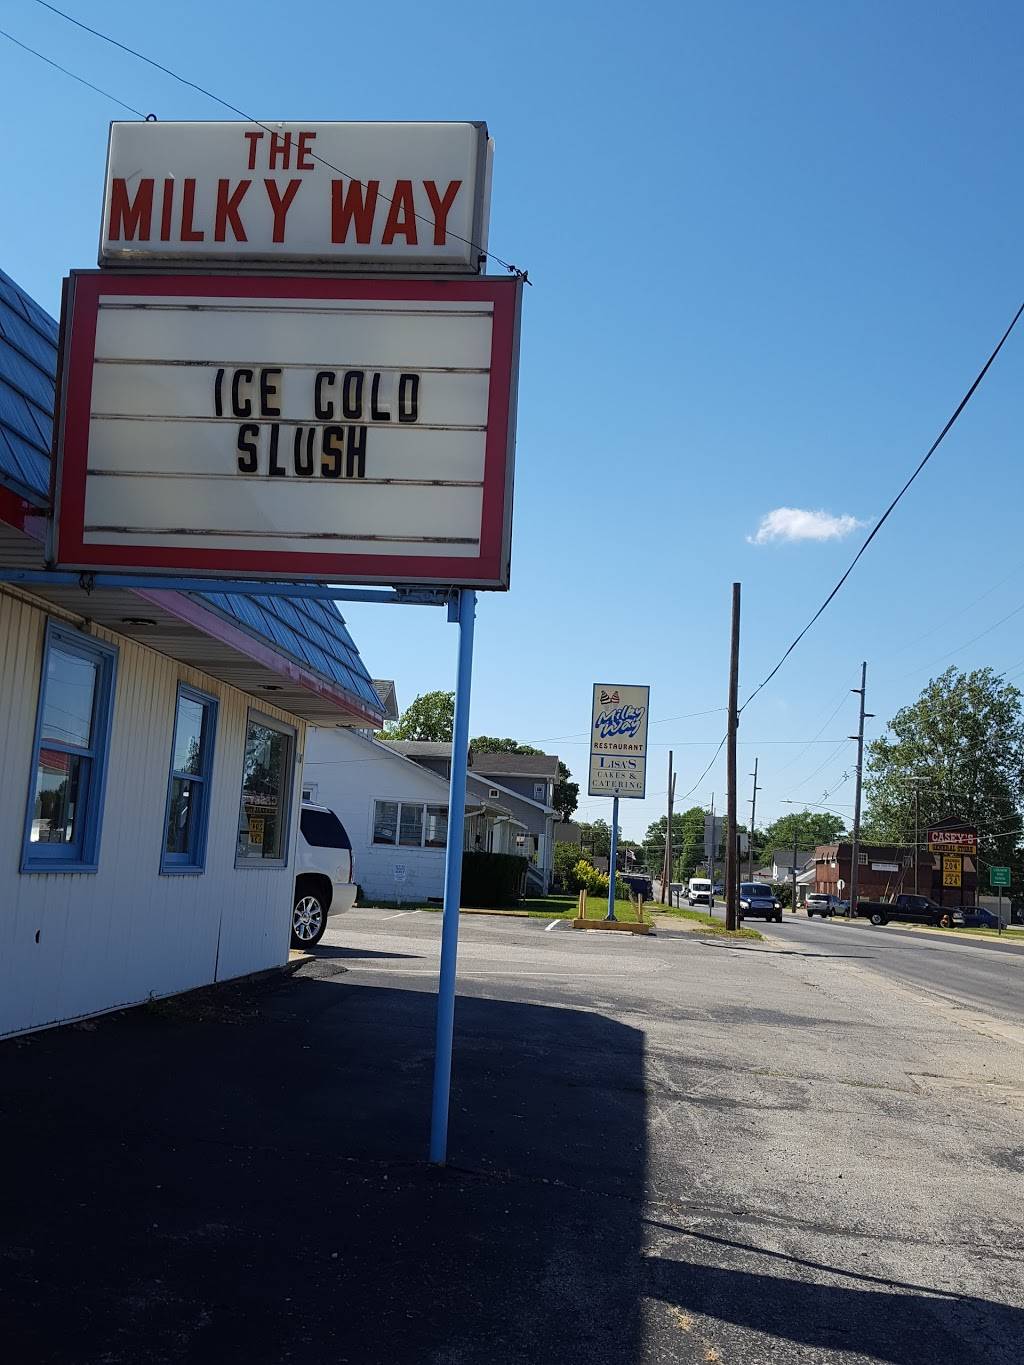 THE
MILKY WAY
ICE COLD
SLUSH
Milky
Way
RESTAURANT
LISA'S
CAKES &
CATERING
CASEY'S
GENERAL STORE